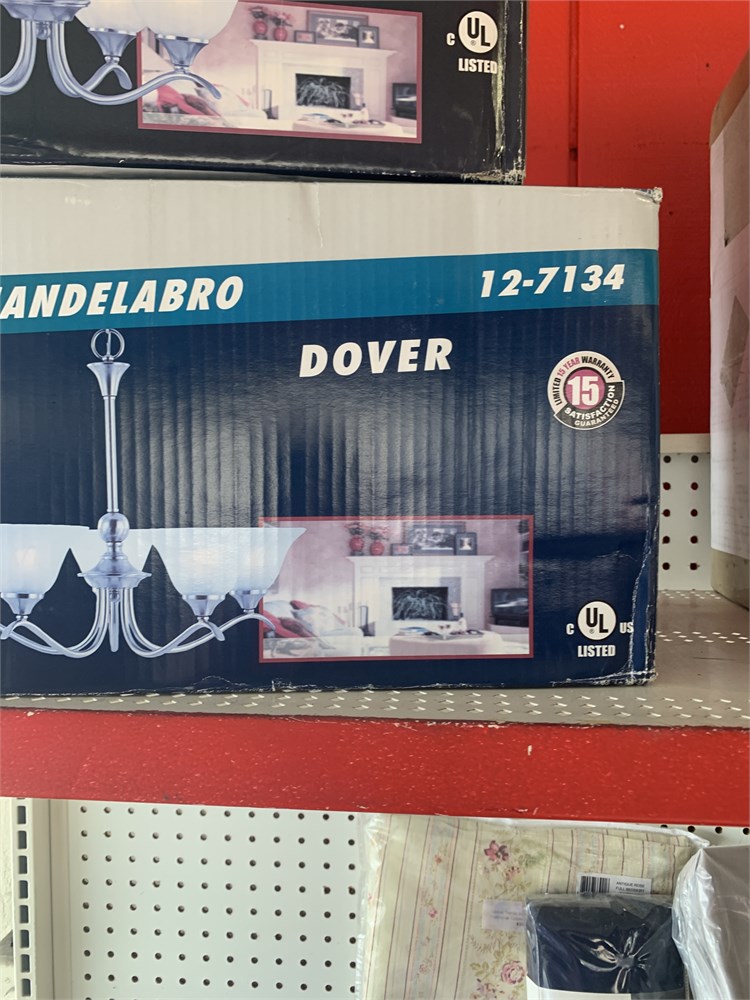 C UL
LISTED
ANDELABRO 12-7134
DOVER
LIMITED 15 YEAR WARRANTY
15
SATISFACTION
GUARANTEED
C UL US
LISTED